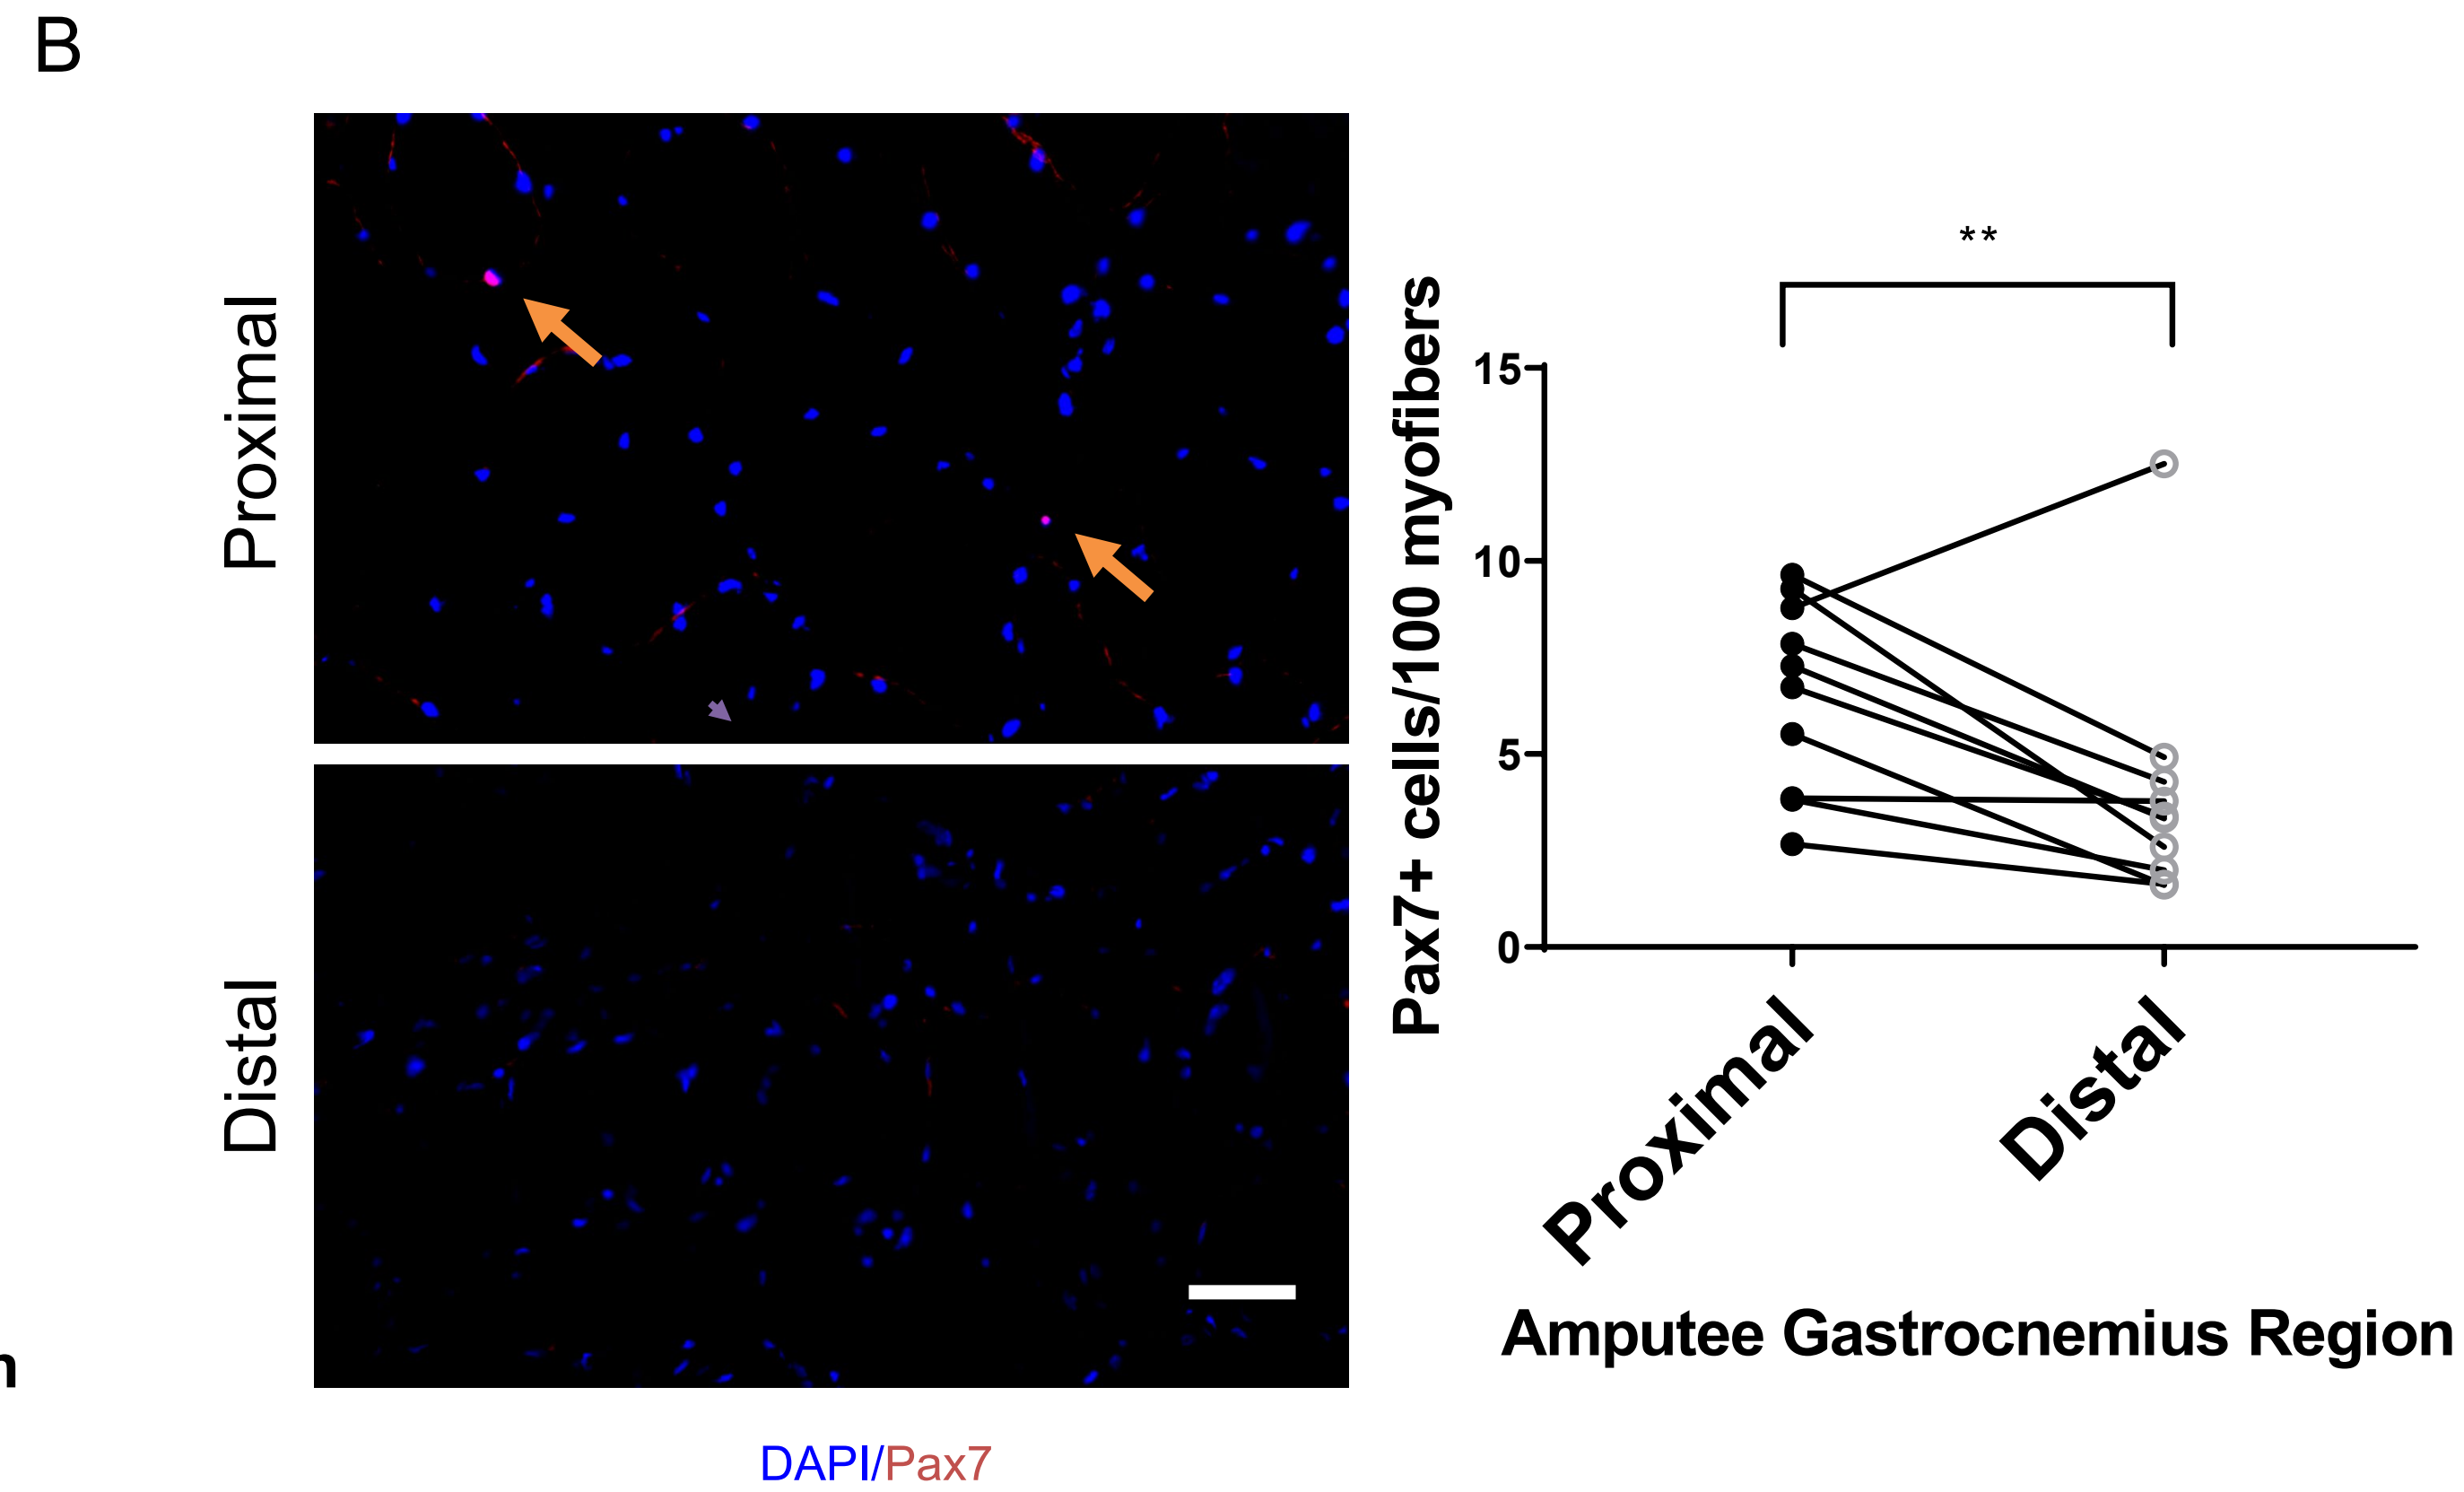 B
Proximal
Distal
DAPI/Pax7
n
**
Pax7+ cells/100 myofibers
15
10
5
0
Proximal
Distal
Amputee Gastrocnemius Region